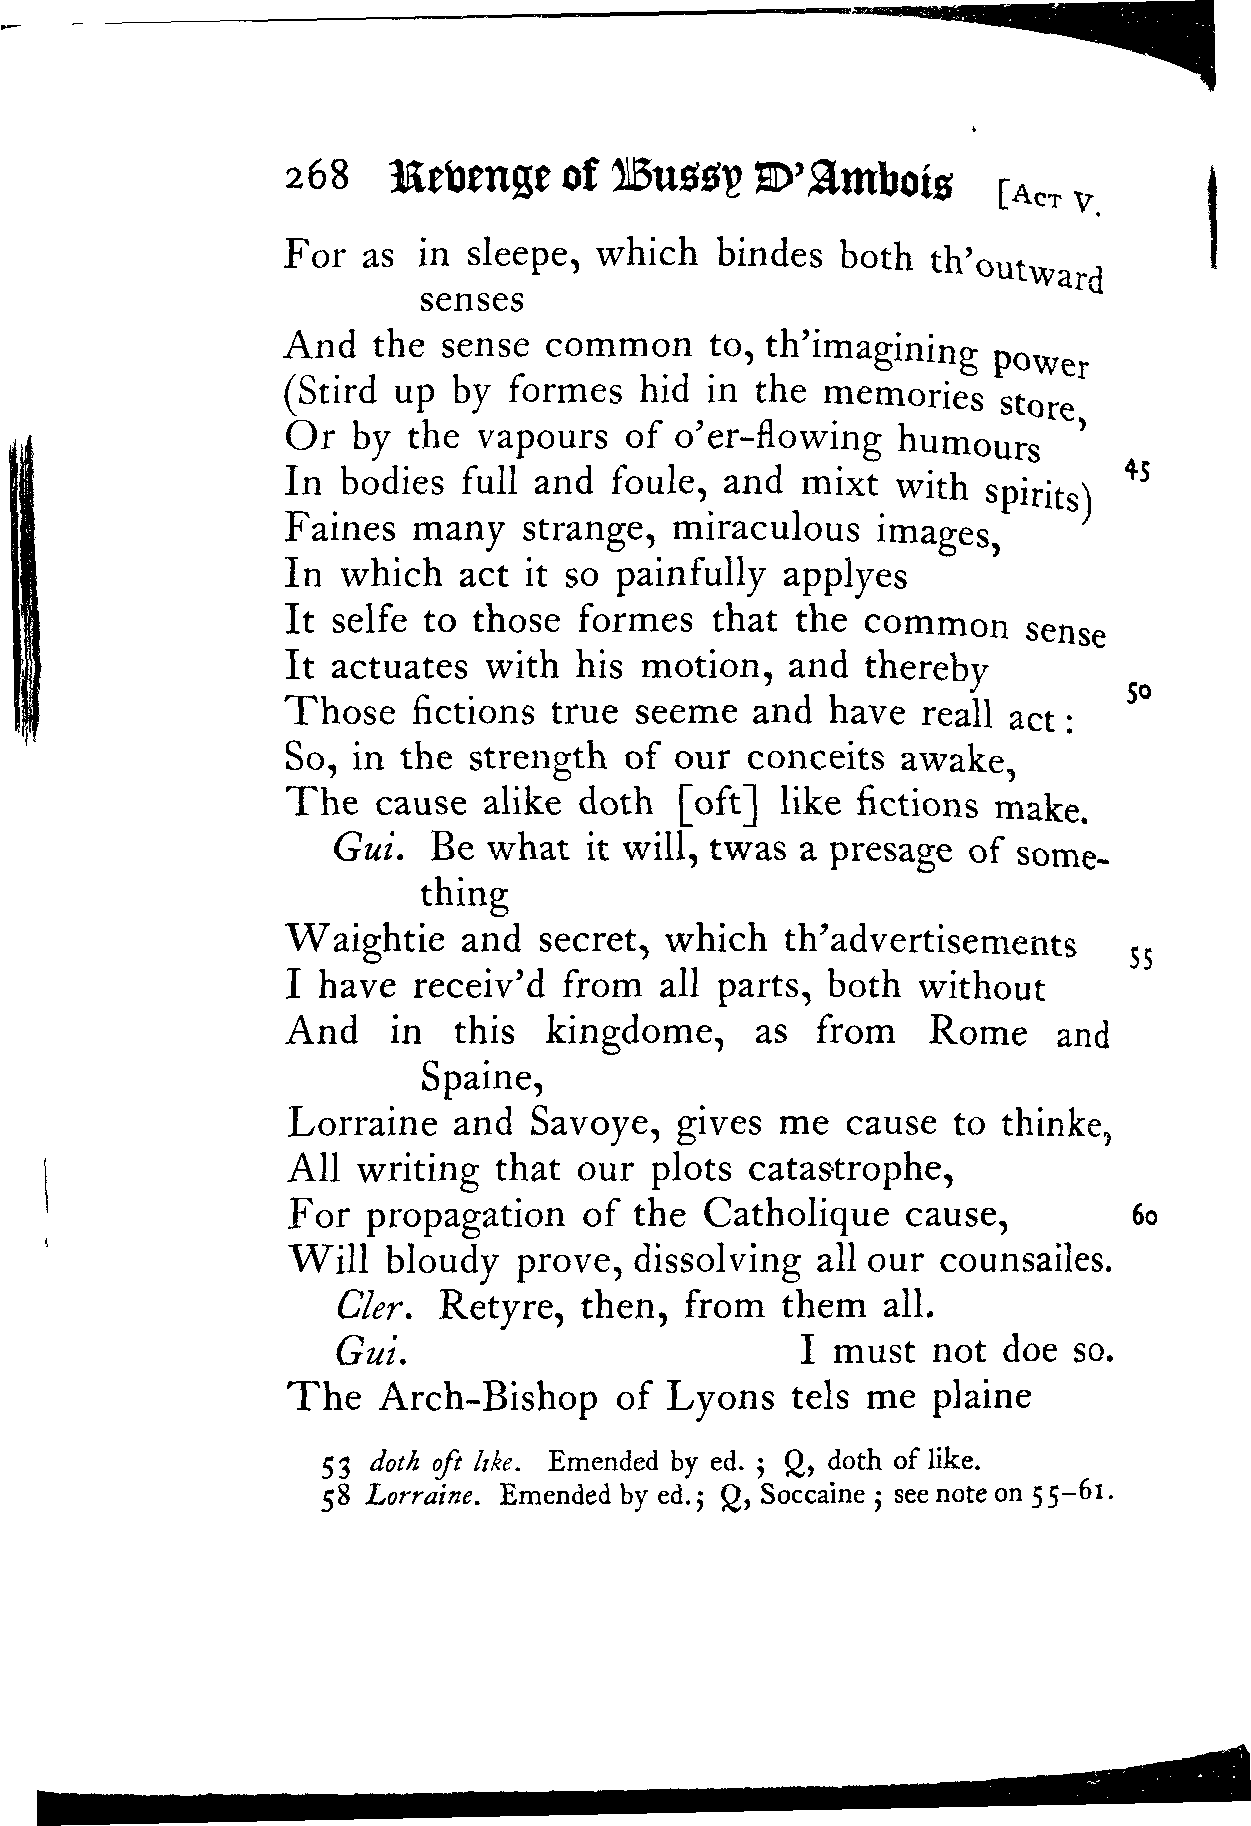 268 Revenge of Bussy D'Ambois [ACT V.
For as in sleepe, which bindes both th'outward
senses
And the sense common to, th'imagining power
(Stird up by formes hid in the memories store,
Or by the vapours of o'er-flowing humours
In bodies full and foule, and mixt with spirits) 45
Faines many strange, miraculous images,
In which act it so painfully applyes
It selfe to those formes that the common sense
It actuates with his motion, and thereby
Those fictions true seeme and have reall act : 50
So, in the strength of our conceits awake,
The cause alike doth [oft] like fictions make.
Gui. Be what it will, twas a presage of some-
thing
Waightie and secret, which th'advertisements 55
I have receiv'd from all parts, both without
And in this kingdome, as from Rome and
Spaine,
Lorraine and Savoye, gives me cause to thinke,
All writing that our plots catastrophe,
For propagation of the Catholique cause, 60
Will bloudy prove, dissolving all our counsailes.
Cler. Retyre, then, from them all.
Gui. I must not doe so.
The Arch-Bishop of Lyons tels me plaine
53 doth oft like. Emended by ed. ; Q, doth of like.
58 Lorraine. Emended by ed.; Q, Soccaine ; see note on 55-61.